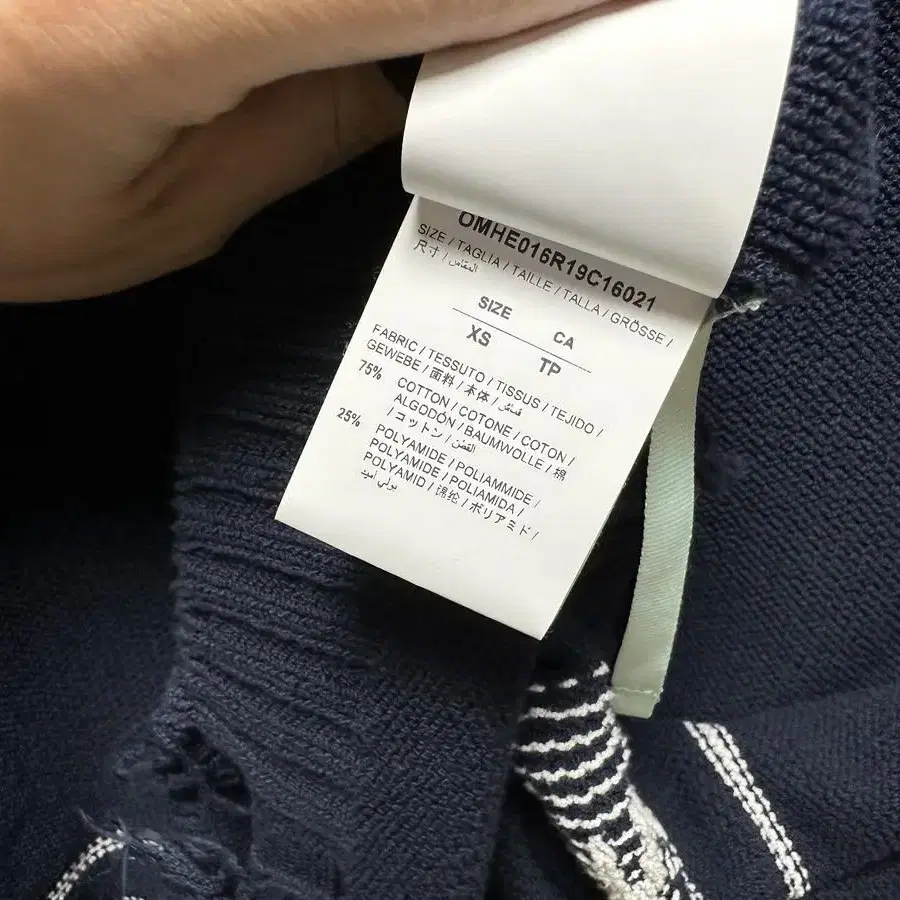 OMHE016R19C16021
SIZE / TAGLIA / TAILLE / TALLA / GRÖSSE /
尺寸 / المقاس
SIZE CA
XS TP
FABRIC / TESSUTO / TISSUS / TEJIDO /
GEWEBE / 面料 / 本体 / قماش
75% COTTON / COTONE / COTON /
ALGODÓN / BAUMWOLLE / 棉
/ コットン / القطن
25% POLYAMIDE / POLIAMMIDE /
POLYAMIDE / POLIAMIDA /
POLYAMID / 锦纶 / ポリアミド /
بولي أميد